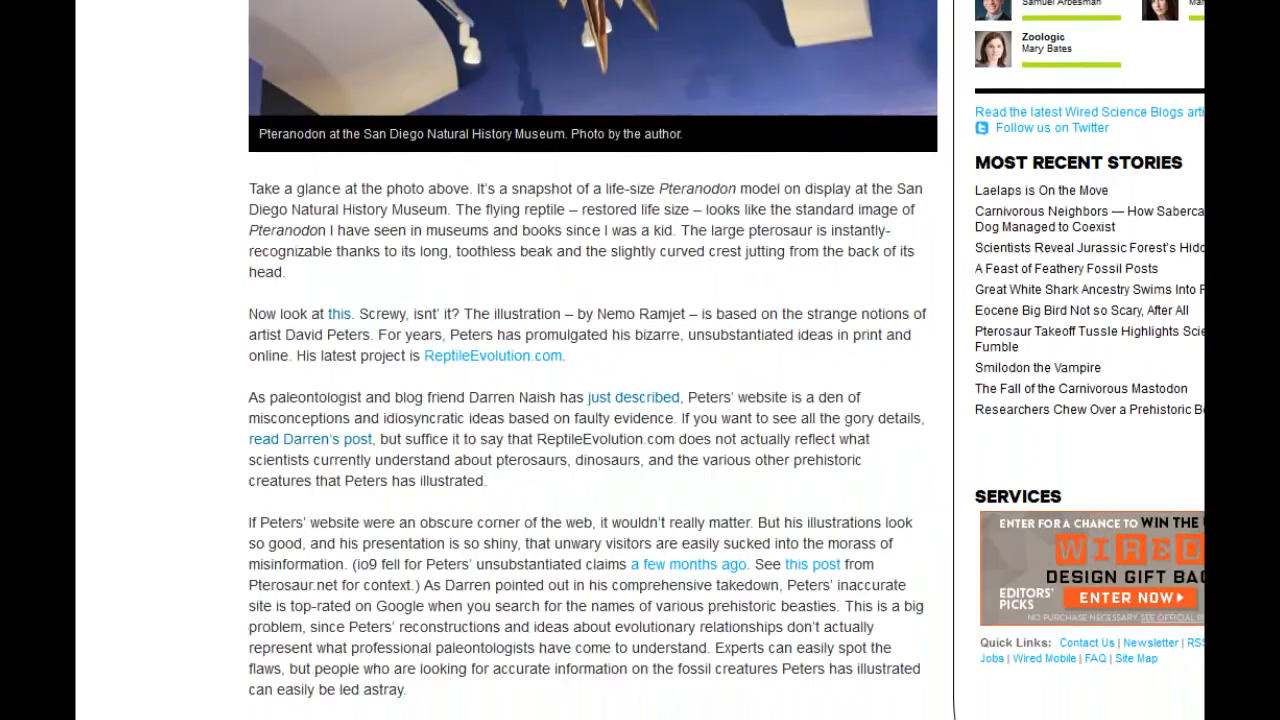 Pteranodon at the San Diego Natural History Museum. Photo by the author.
Take a glance at the photo above. It's a snapshot of a life-size Pteranodon model on display at the San
Diego Natural History Museum. The flying reptile – restored life size – looks like the standard image of
Pteranodon I have seen in museums and books since I was a kid. The large pterosaur is instantly-
recognizable thanks to its long, toothless beak and the slightly curved crest jutting from the back of its
head.
Now look at this. Screwy, isnt' it? The illustration – by Nemo Ramjet – is based on the strange notions of
artist David Peters. For years, Peters has promulgated his bizarre, unsubstantiated ideas in print and
online. His latest project is ReptileEvolution.com.
As paleontologist and blog friend Darren Naish has just described, Peters' website is a den of
misconceptions and idiosyncratic ideas based on faulty evidence. If you want to see all the gory details,
read Darren's post, but suffice it to say that ReptileEvolution.com does not actually reflect what
scientists currently understand about pterosaurs, dinosaurs, and the various other prehistoric
creatures that Peters has illustrated.
If Peters' website were an obscure corner of the web, it wouldn't really matter. But his illustrations look
so good, and his presentation is so shiny, that unwary visitors are easily sucked into the morass of
misinformation. (io9 fell for Peters' unsubstantiated claims a few months ago. See this post from
Pterosaur.net for context.) As Darren pointed out in his comprehensive takedown, Peters' inaccurate
site is top-rated on Google when you search for the names of various prehistoric beasties. This is a big
problem, since Peters' restorations and ideas about evolutionary relationships don't actually
represent what professional paleontologists have come to understand. Experts can easily spot the
flaws, but people who are looking for accurate information on the fossil creatures Peters has illustrated
can easily be led astray.
Samuel Arbesman
Zoologic
Mary Bates
Read the latest Wired Science Blogs arti
Follow us on Twitter
MOST RECENT STORIES
Laelaps is On the Move
Carnivorous Neighbors — How Saberca
Dog Managed to Coexist
Scientists Reveal Jurassic Forest's Hidd
A Feast of Feathery Fossil Posts
Great White Shark Ancestry Swims Into F
Eocene Big Bird Not so Scary, After All
Pterosaur Takeoff Tussle Highlights Scie
Fumble
Smilodon the Vampire
The Fall of the Carnivorous Mastodon
Researchers Chew Over a Prehistoric Bo
SERVICES
ENTER FOR A CHANCE TO WIN THE
WIRED
DESIGN GIFT BAG
EDITORS' PICKS
ENTER NOW
NO PURCHASE NECESSARY SEE OFFICIAL R
Quick Links: Contact Us | Newsletter | RSS
Jobs | Wired Mobile | FAQ | Site Map